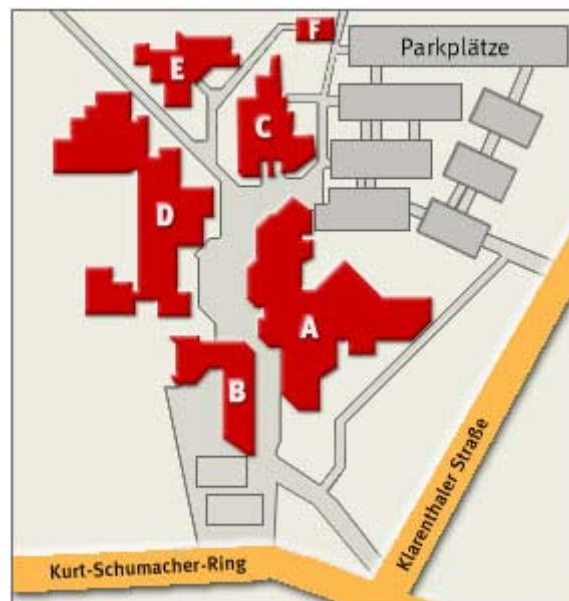 F
Parkplätze
E
C
D
A
B
Klarenthaler Straße
Kurt-Schumacher-Ring